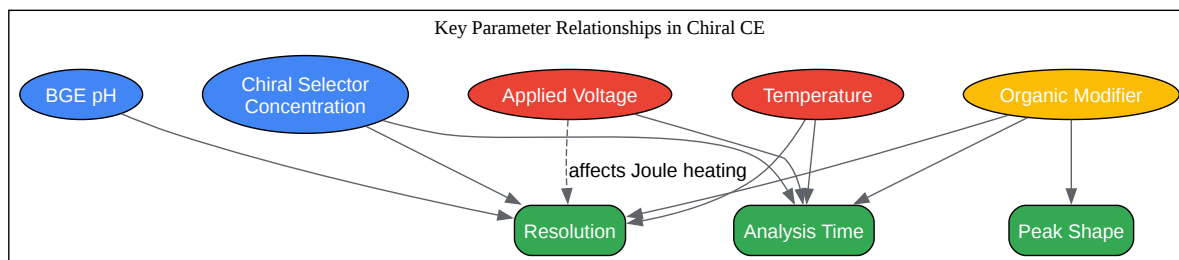 Key Parameter Relationships in Chiral CE
BGE pH
Chiral Selector
Concentration
Applied Voltage
Temperature
Organic Modifier
affects Joule heating
Resolution
Analysis Time
Peak Shape